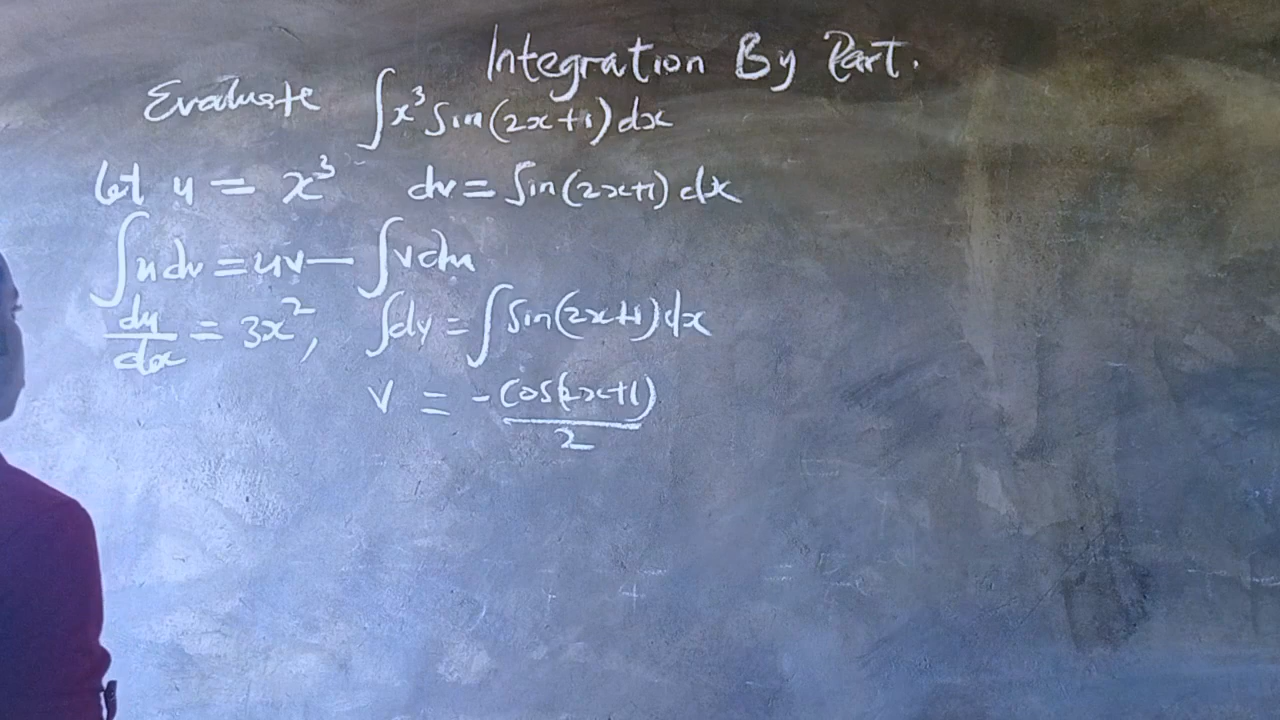 Integration By Part.
Evaluate ∫x³ Sin(2x+1) dx
let u = x³ dv = Sin(2x+1) dx
∫u dv = uv − ∫v du
du/dx = 3x², ∫dy = ∫Sin(2x+1) dx
v = -Cos(2x+1)/2